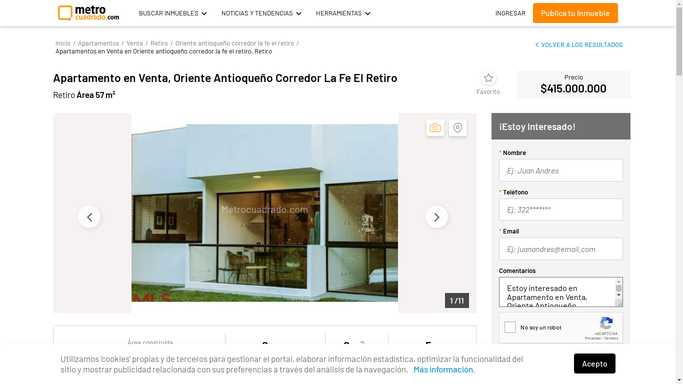 metro
cuadrado.com
BUSCAR INMUEBLES
NOTICIAS Y TENDENCIAS
HERRAMIENTAS
INGRESAR
Publica tu Inmueble
Inicio / Apartamentos / Venta / Retiro / Oriente antioqueño corredor la fe el retiro /
Apartamentos en Venta en Oriente antioqueño corredor la fe el retiro, Retiro
VOLVER A LOS RESULTADOS
Apartamento en Venta, Oriente Antioqueño Corredor La Fe El Retiro
Retiro Área 57 m²
Favorito
Precio
$415.000.000
Metrocuadrado.com
MLS
1 / 11
¡Estoy Interesado!
* Nombre
Ej: Juan Andres
* Teléfono
Ej: 322*******
* Email
Ej: juanandres@email.com
Comentarios
Estoy interesado en
Apartamento en Venta,
Oriente Antioqueño
No soy un robot
reCAPTCHA
Privacidad - Términos
Área construida
Utilizamos 'cookies' propias y de terceros para gestionar el portal, elaborar información estadística, optimizar la funcionalidad del
sitio y mostrar publicidad relacionada con sus preferencias a través del análisis de la navegación. Más información.
Acepto